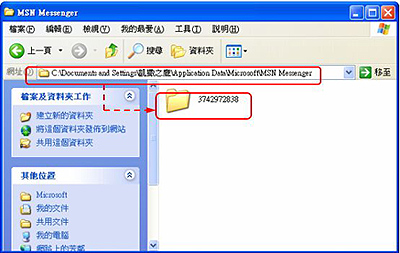 MSN Messenger
檔案(F) 編輯(E) 檢視(V) 我的最愛(A) 工具(T) 說明(H)
上一頁 搜尋 資料夾
網址(D) C:\Documents and Settings\凱撒之鷹\Application Data\Microsoft\MSN Messenger 移至
檔案及資料夾工作
建立新的資料夾
將這個資料夾發佈到網站
共用這個資料夾
其他位置
Microsoft
我的文件
共用文件
我的電腦
網路上的芳鄰
3742972838